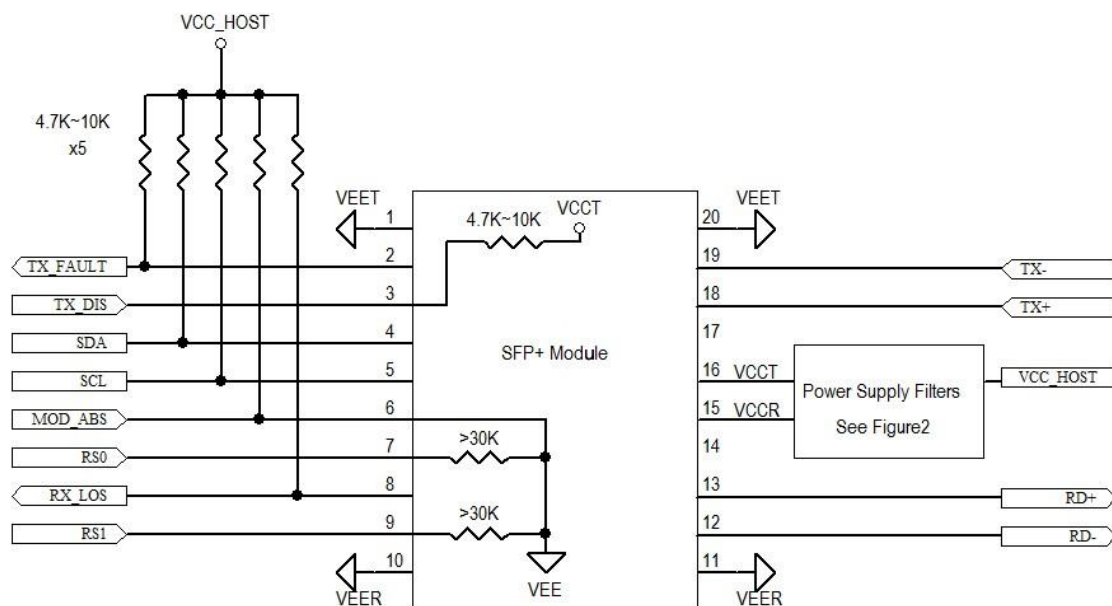 VCC_HOST
4.7K~10K
x5
VEET
1
4.7K~10K
VCCT
20
VEET
TX_FAULT
2
19
TX-
TX_DIS
3
18
TX+
SDA
4
17
SFP+ Module
SCL
5
16
VCCT
Power Supply Filters
See Figure2
VCC_HOST
MOD_ABS
6
15
VCCR
RS0
7
>30K
14
RX_LOS
8
13
RD+
RS1
9
>30K
12
RD-
10
VEER
VEE
11
VEER